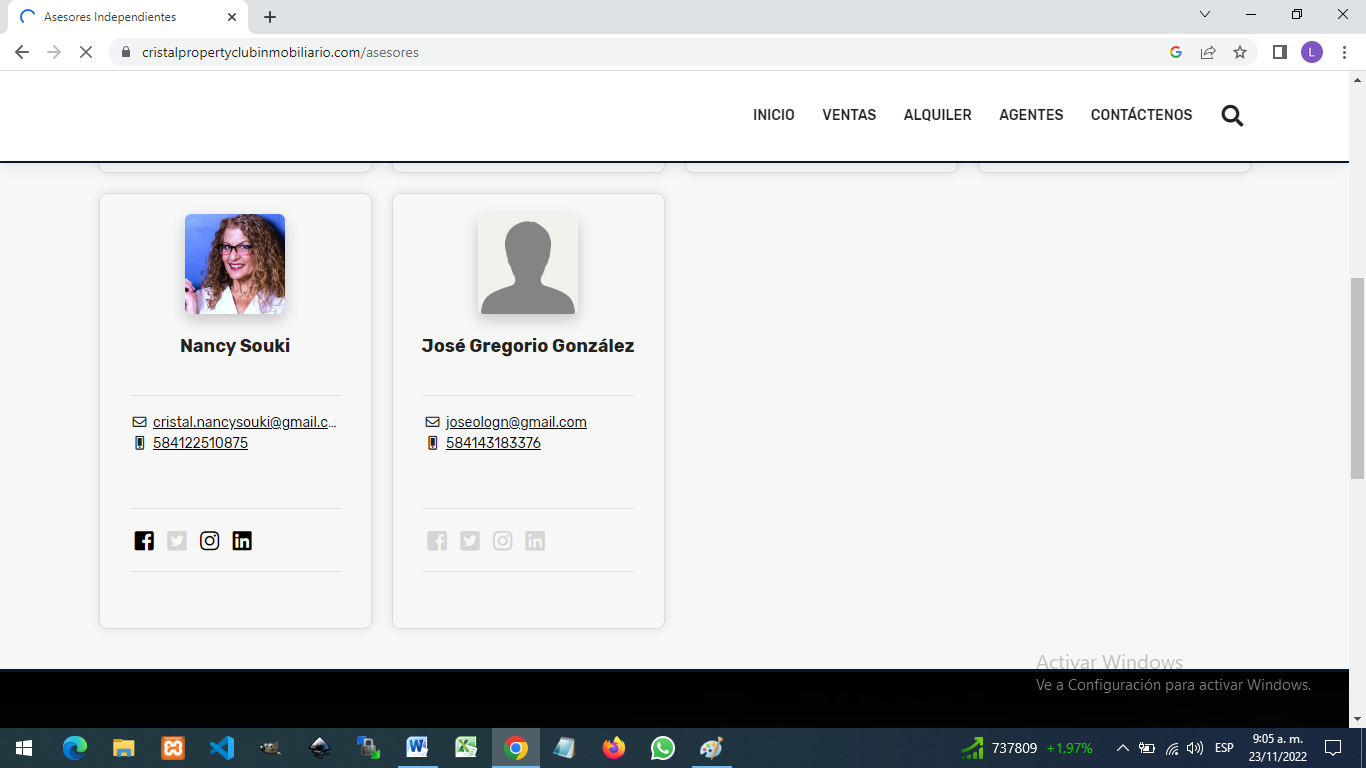 Asesores Independientes
cristalpropertyclubinmobiliario.com/asesores
L
INICIO VENTAS ALQUILER AGENTES CONTÁCTENOS
Nancy Souki
cristal.nancysouki@gmail.c...
584122510875
José Gregorio González
joseologn@gmail.com
584143183376
Activar Windows
Ve a Configuración para activar Windows.
737809 +1,97%
ESP
9:05 a. m.
23/11/2022